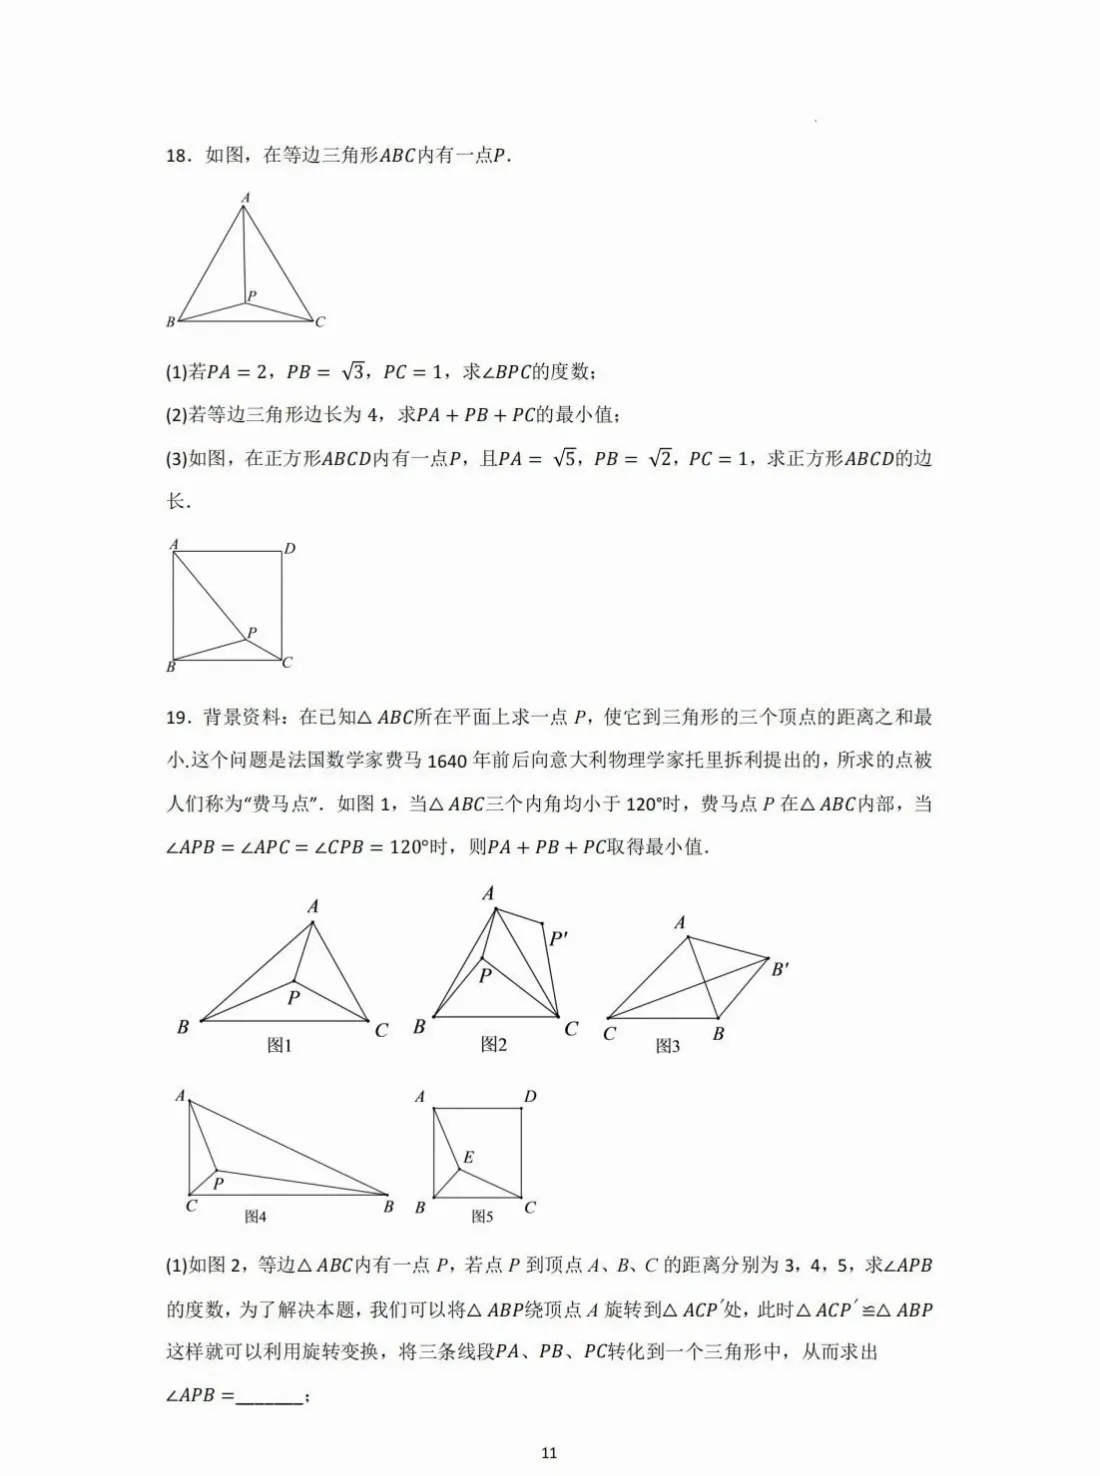 18．如图，在等边三角形ABC内有一点P．
A
P
B
C
(1)若PA = 2，PB = √3，PC = 1，求∠BPC的度数；
(2)若等边三角形边长为 4，求PA + PB + PC的最小值；
(3)如图，在正方形ABCD内有一点P，且PA = √5，PB = √2，PC = 1，求正方形ABCD的边
长．
A
D
P
B
C
19．背景资料：在已知△ ABC所在平面上求一点 P，使它到三角形的三个顶点的距离之和最
小.这个问题是法国数学家费马 1640 年前后向意大利物理学家托里拆利提出的，所求的点被
人们称为“费马点”．如图 1，当△ ABC三个内角均小于 120°时，费马点 P 在△ ABC内部，当
∠APB = ∠APC = ∠CPB = 120°时，则PA + PB + PC取得最小值．
A
P
B
C
图1
A
P'
P
B
C
图2
A
B'
C
B
图3
A
P
C
B
图4
A
D
E
B
C
图5
(1)如图 2，等边△ ABC内有一点 P，若点 P 到顶点 A、B、C 的距离分别为 3，4，5，求∠APB
的度数，为了解决本题，我们可以将△ ABP绕顶点 A 旋转到△ ACP′处，此时△ ACP′ ≌△ ABP
这样就可以利用旋转变换，将三条线段PA、PB、PC转化到一个三角形中，从而求出
∠APB =_______；
11